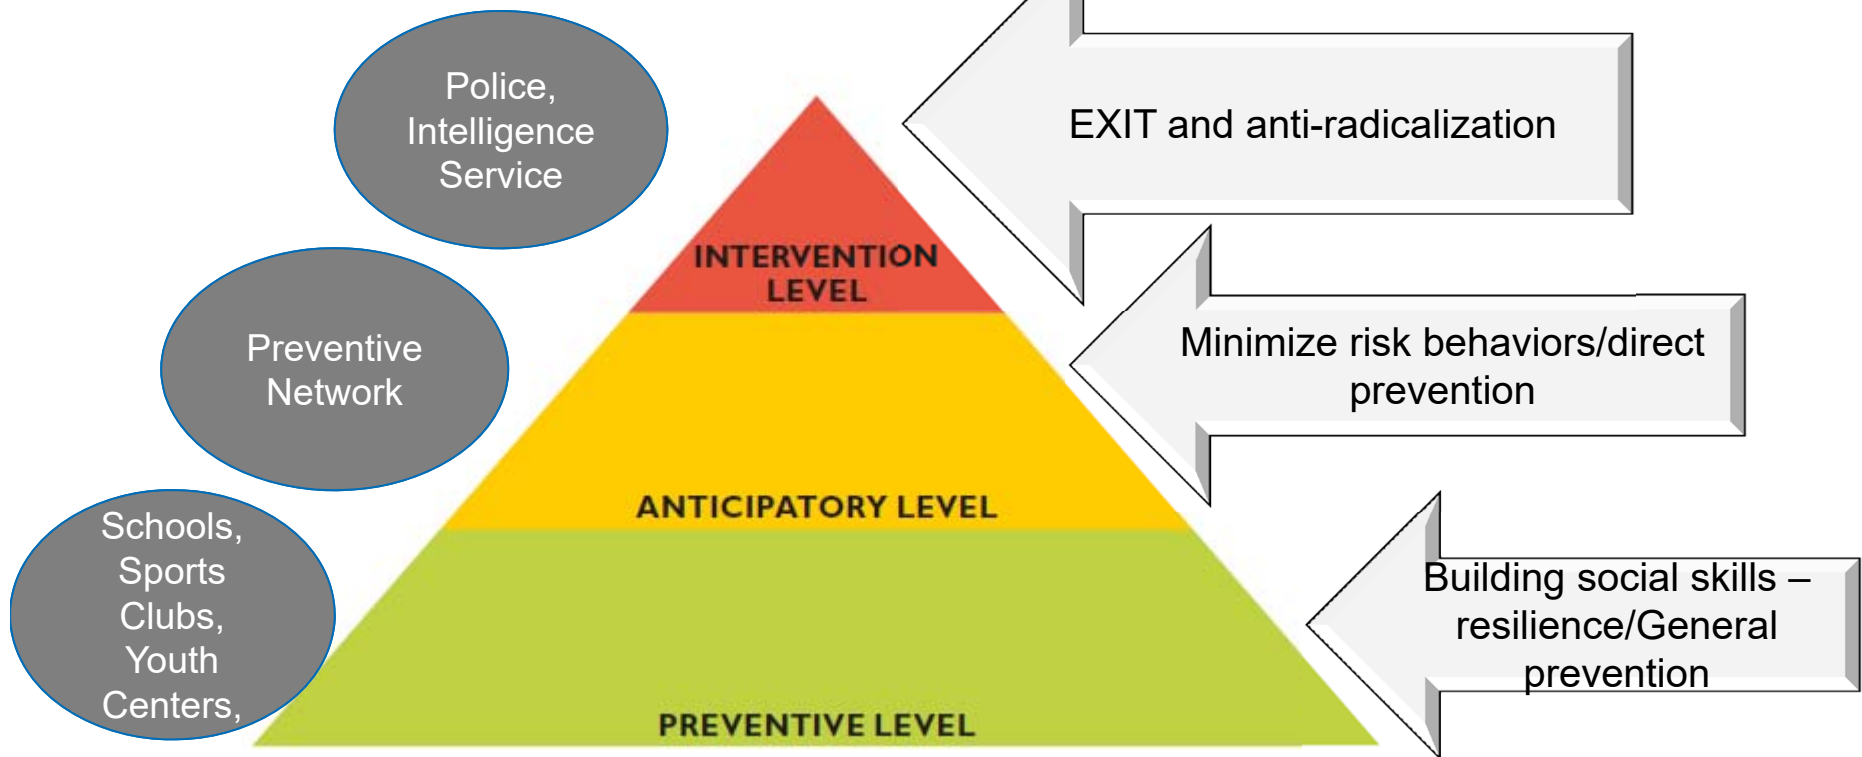 Police,
Intelligence
Service
EXIT and anti-radicalization
INTERVENTION
LEVEL
Preventive
Network
Minimize risk behaviors/direct
prevention
ANTICIPATORY LEVEL
Schools,
Sports
Clubs,
Youth
Centers,
Building social skills –
resilience/General
prevention
PREVENTIVE LEVEL